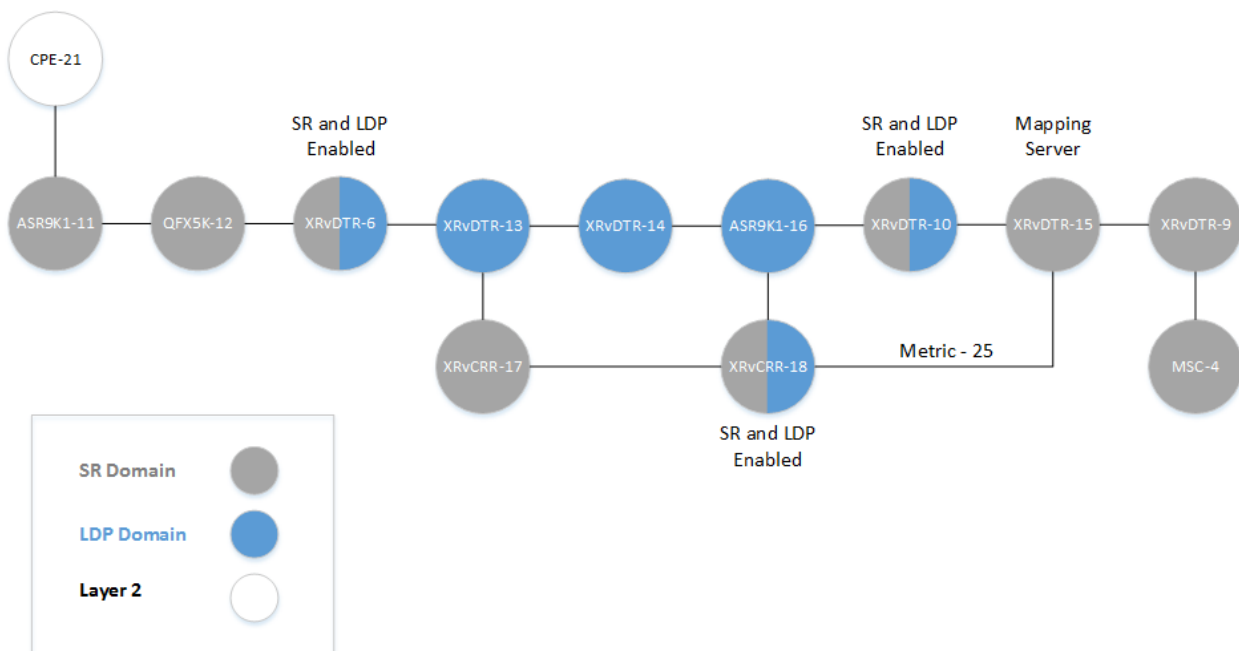 CPE-21
SR and LDP
Enabled
SR and LDP
Enabled
Mapping
Server
ASR9K1-11
QFX5K-12
XRvDTR-6
XRvDTR-13
XRvDTR-14
ASR9K1-16
XRvDTR-10
XRvDTR-15
XRvDTR-9
XRvCRR-17
XRvCRR-18
Metric - 25
MSC-4
SR and LDP
Enabled
SR Domain
LDP Domain
Layer 2